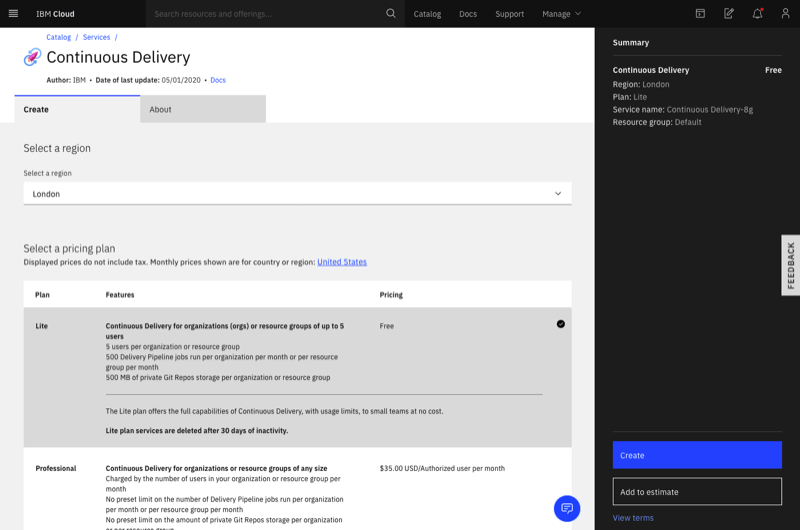 IBM Cloud
Search resources and offerings...
Catalog
Docs
Support
Manage
Catalog / Services /
Continuous Delivery
Author: IBM • Date of last update: 05/01/2020 • Docs
Create
About
Select a region
Select a region
London
Select a pricing plan
Displayed prices do not include tax. Monthly prices shown are for country or region: United States
Plan
Features
Pricing
Lite
Continuous Delivery for organizations (orgs) or resource groups of up to 5
users
5 users per organization or resource group
500 Delivery Pipeline jobs run per organization per month or per resource
group per month
500 MB of private Git Repos storage per organization or resource group
Free
The Lite plan offers the full capabilities of Continuous Delivery, with usage limits, to small teams at no cost.
Lite plan services are deleted after 30 days of inactivity.
Professional
Continuous Delivery for organizations or resource groups of any size
Charged by the number of users in your organization or resource group per
month
No preset limit on the number of Delivery Pipeline jobs run per organization
per month or per resource group per month
No preset limit on the amount of private Git Repos storage per organization
$35.00 USD/Authorized user per month
Summary
Continuous Delivery
Free
Region: London
Plan: Lite
Service name: Continuous Delivery-8g
Resource group: Default
FEEDBACK
Create
Add to estimate
View terms